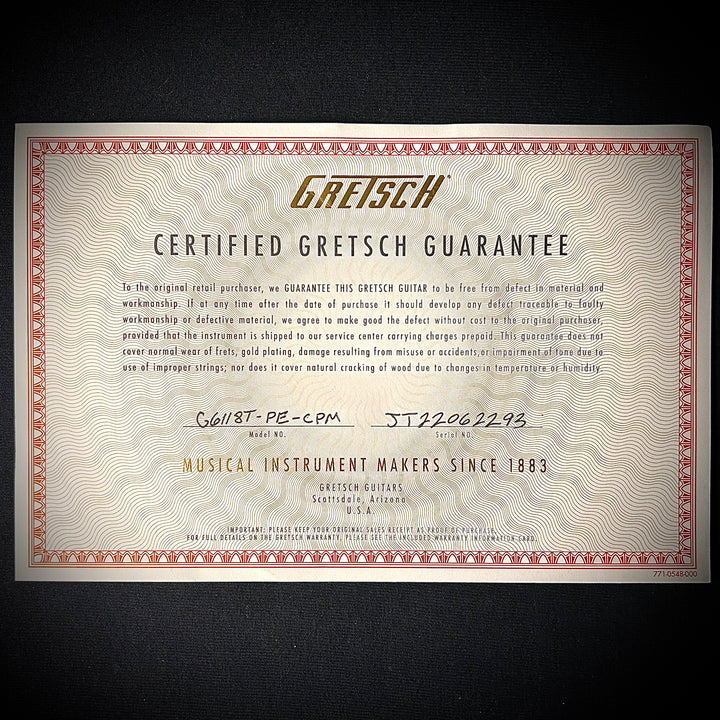 GRETSCH®
CERTIFIED GRETSCH GUARANTEE
To the original retail purchaser, we GUARANTEE THIS GRETSCH GUITAR to be free from defect in material and
workmanship. If at any time after the date of purchase it should develop any defect traceable to faulty
workmanship or defective material, we agree to make good the defect without cost to the original purchaser,
provided that the instrument is shipped to our service center carrying charges prepaid. This guarantee does not
cover normal wear of frets, gold plating, damage resulting from misuse or accidents, or impairment of tone due to
use of improper strings; nor does it cover natural cracking of wood due to changes in temperature or humidity.
G6118T-PE-CPM JT22062293
Model NO. Serial NO.
MUSICAL INSTRUMENT MAKERS SINCE 1883
GRETSCH GUITARS
Scottsdale, Arizona
U.S.A.
IMPORTANT: PLEASE KEEP YOUR ORIGINAL SALES RECEIPT AS PROOF OF PURCHASE.
FOR FULL DETAILS ON THE GRETSCH WARRANTY, PLEASE SEE THE INCLUDED WARRANTY INFORMATION CARD.
771-0548-000